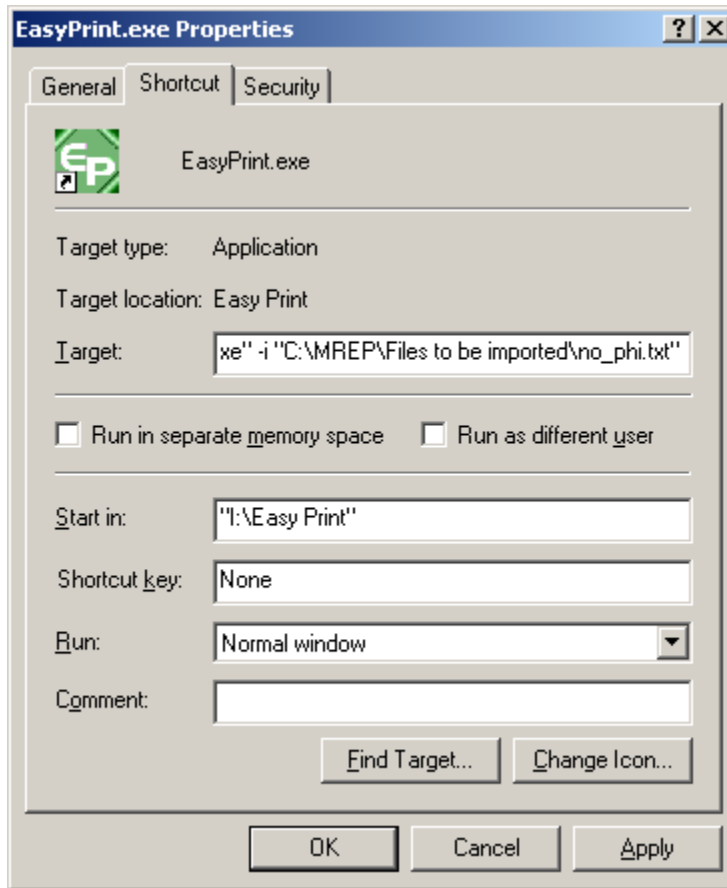 EasyPrint.exe Properties
General Shortcut Security
EP
EasyPrint.exe
Target type: Application
Target location: Easy Print
Target: xe" -i "C:\MREP\Files to be imported\no_phi.txt"
Run in separate memory space Run as different user
Start in: "I:\Easy Print"
Shortcut key: None
Run: Normal window
Comment:
Find Target... Change Icon...
OK Cancel Apply